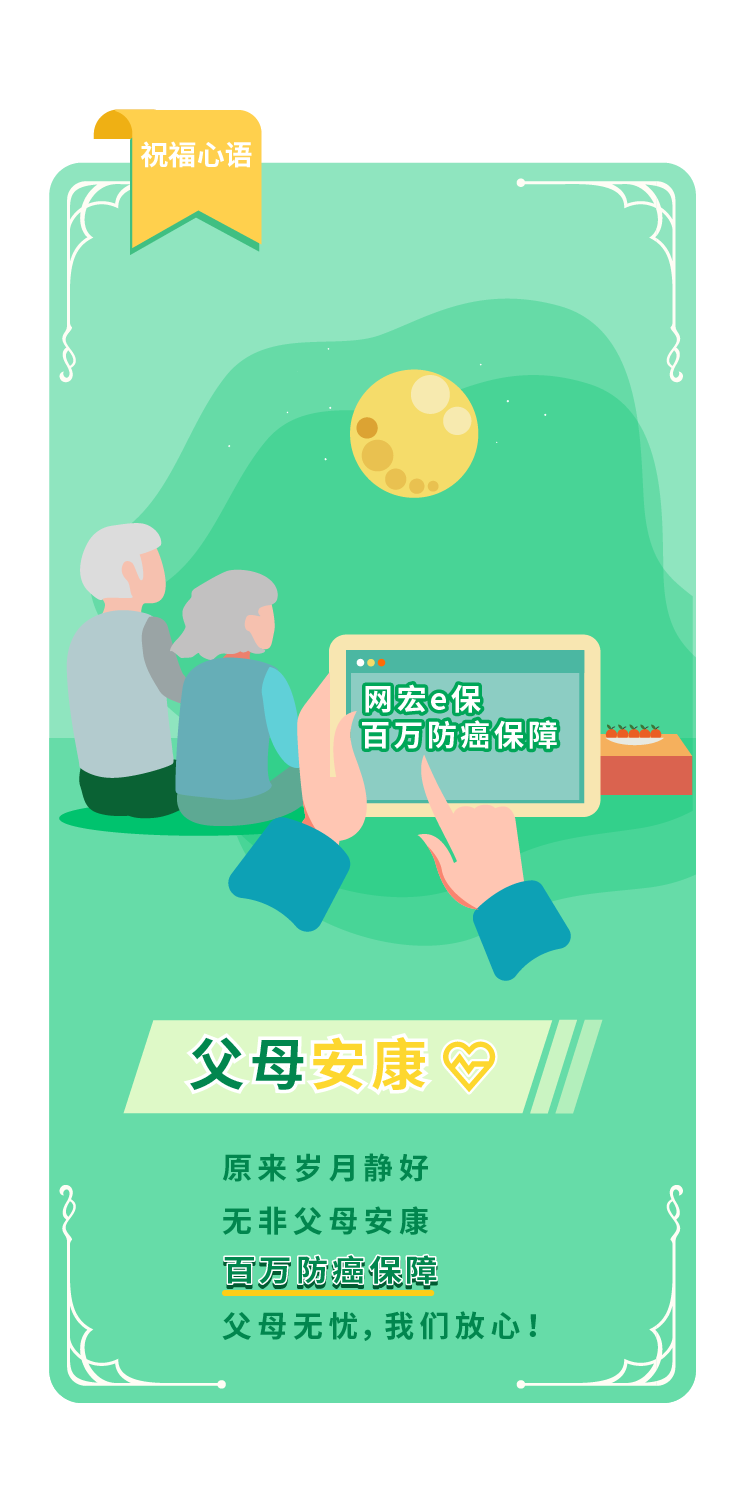 祝福心语
网宏e保
百万防癌保障
父母安康
原来岁月静好
无非父母安康
百万防癌保障
父母无忧，我们放心！